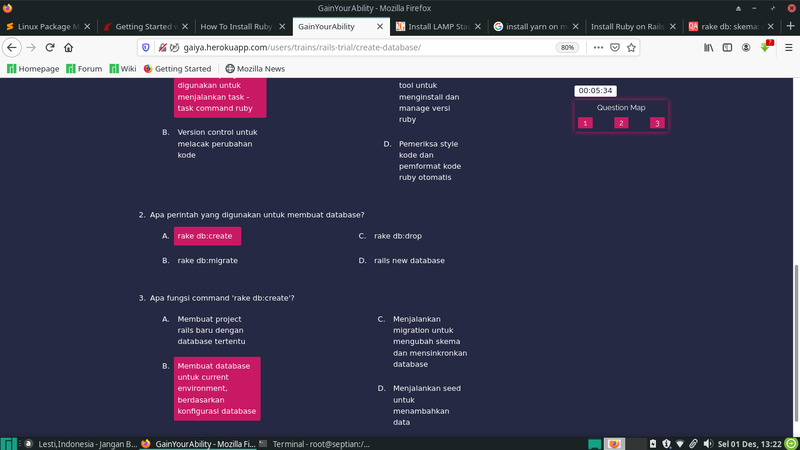 GainYourAbility - Mozilla Firefox
Linux Package M
Getting Started w
How To Install Ruby
GainYourAbility
Install LAMP Sta
install yarn on m
Install Ruby on Rails
rake db: skema
gaiya.herokuapp.com/users/trains/rails-trial/create-database/
80%
7
Homepage
Forum
Wiki
Getting Started
Mozilla News
digunakan untuk
menjalankan task -
task command ruby
B. Version control untuk
melacak perubahan
kode
tool untuk
menginstall dan
manage versi
ruby
D. Pemeriksa style
kode dan
pemformat kode
ruby otomatis
00:05:34
Question Map
1 2 3
2. Apa perintah yang digunakan untuk membuat database?
A. rake db:create
B. rake db:migrate
C. rake db:drop
D. rails new database
3. Apa fungsi command 'rake db:create'?
A. Membuat project
rails baru dengan
database tertentu
B. Membuat database
untuk current
environment,
berdasarkan
konfigurasi database
C. Menjalankan
migration untuk
mengubah skema
dan mensinkronkan
database
D. Menjalankan seed
untuk
menambahkan
data
Lesti,Indonesia - Jangan B...
GainYourAbility - Mozilla Fi...
Terminal - root@septian:/...
Sel 01 Des, 13:22